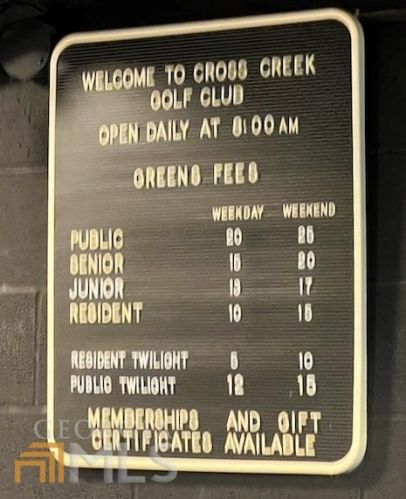 WELCOME TO CROSS CREEK
GOLF CLUB
OPEN DAILY AT 8:00 AM
GREENS FEES
WEEKDAY WEEKEND
PUBLIC 20 25
SENIOR 15 20
JUNIOR 13 17
RESIDENT 10 15
RESIDENT TWILIGHT 5 10
PUBLIC TWILIGHT 12 15
MEMBERSHIPS AND GIFT
CERTIFICATES AVAILABLE
GEORGIA
MLS